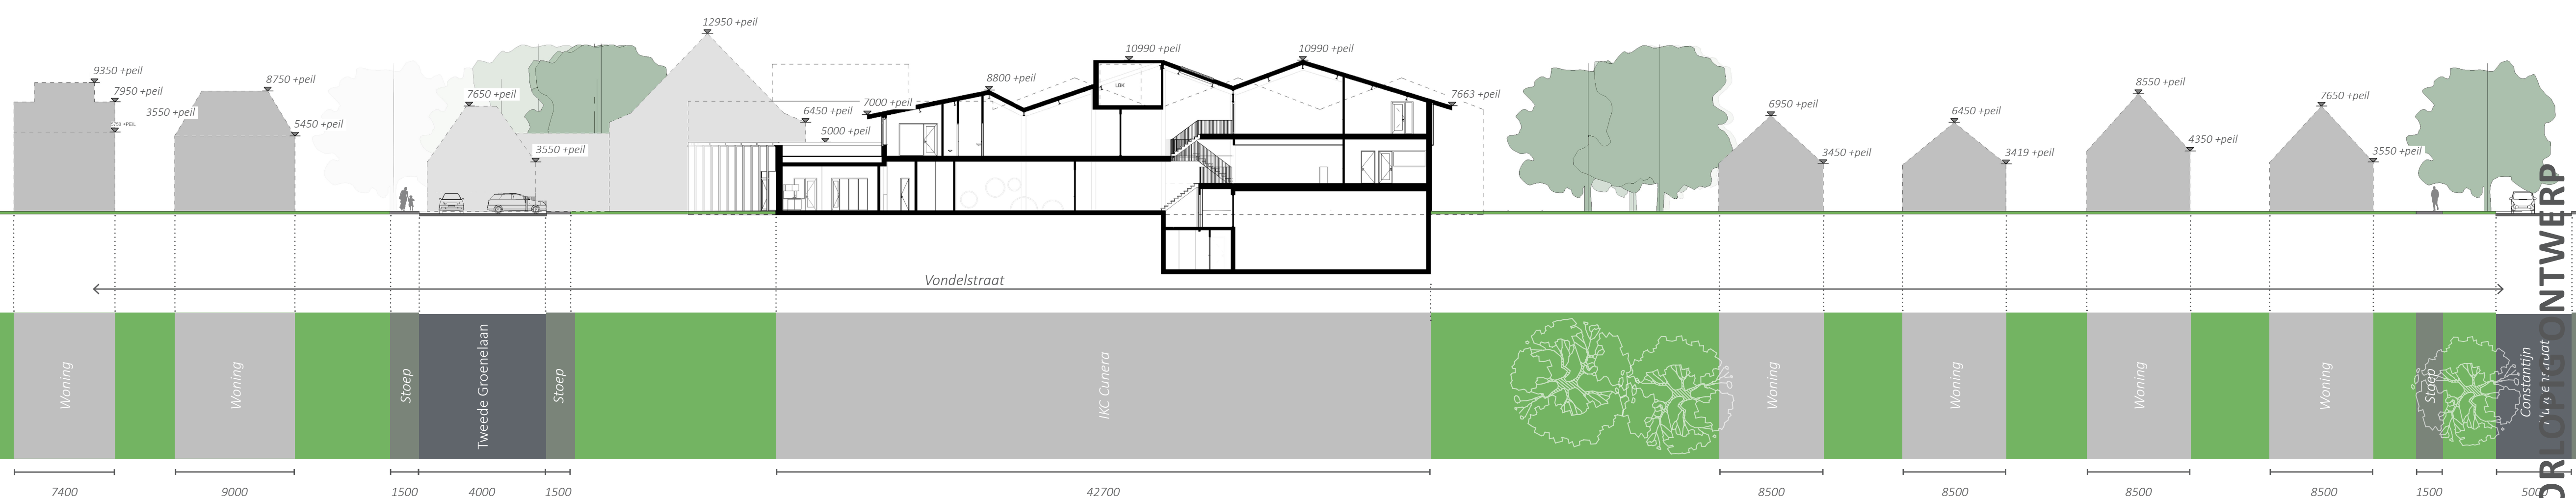 9350 +peil
7950 +peil
3550 +peil
8750 +peil
5450 +peil
7650 +peil
3550 +peil
12950 +peil
6450 +peil
5000 +peil
7000 +peil
8800 +peil
10990 +peil
LBK
10990 +peil
7663 +peil
6950 +peil
3450 +peil
6450 +peil
3419 +peil
8550 +peil
4350 +peil
7650 +peil
3550 +peil
Vondelstraat
Woning
Woning
Stoep
Tweede Groenelaan
Stoep
IKC Cunera
Woning
Woning
Woning
Woning
Stoep
Constantijn
ORLOPIG ONTWERP
7400
9000
1500
4000
1500
42700
8500
8500
8500
8500
1500